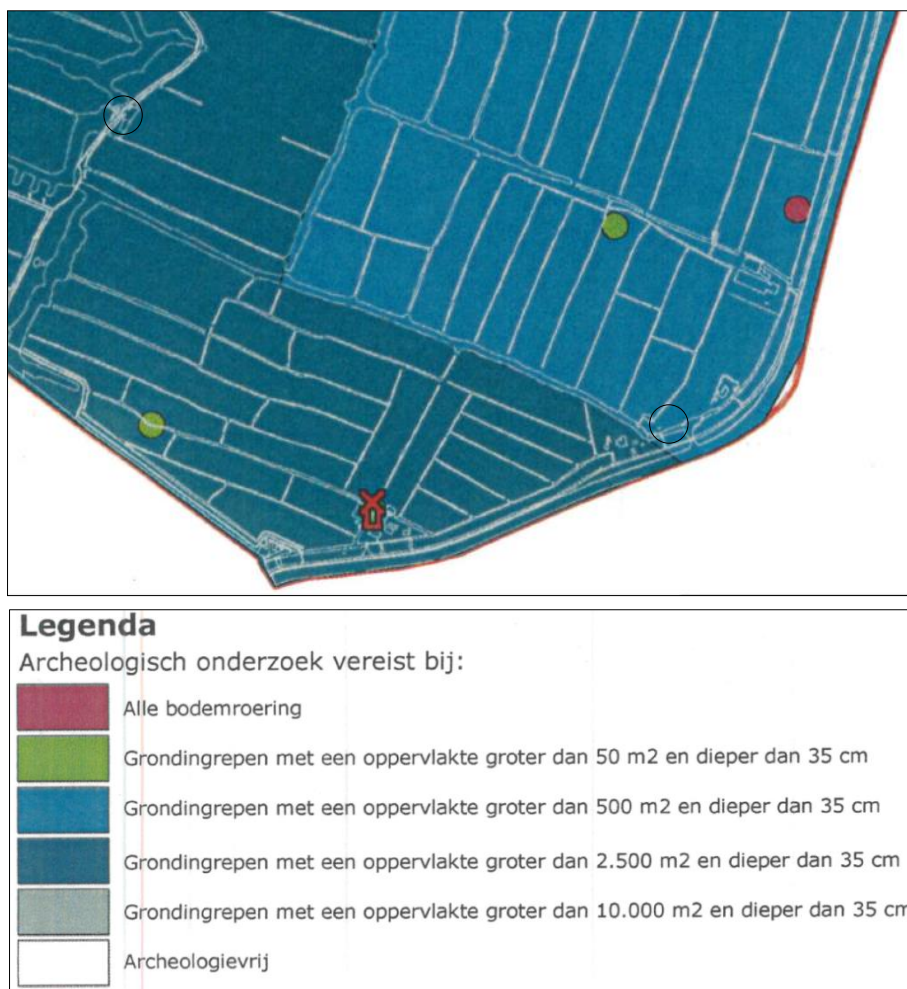 Legenda
Archeologisch onderzoek vereist bij:
Alle bodemroering
Grondingrepen met een oppervlakte groter dan 50 m2 en dieper dan 35 cm
Grondingrepen met een oppervlakte groter dan 500 m2 en dieper dan 35 cm
Grondingrepen met een oppervlakte groter dan 2.500 m2 en dieper dan 35 cm
Grondingrepen met een oppervlakte groter dan 10.000 m2 en dieper dan 35 cm
Archeologievrij